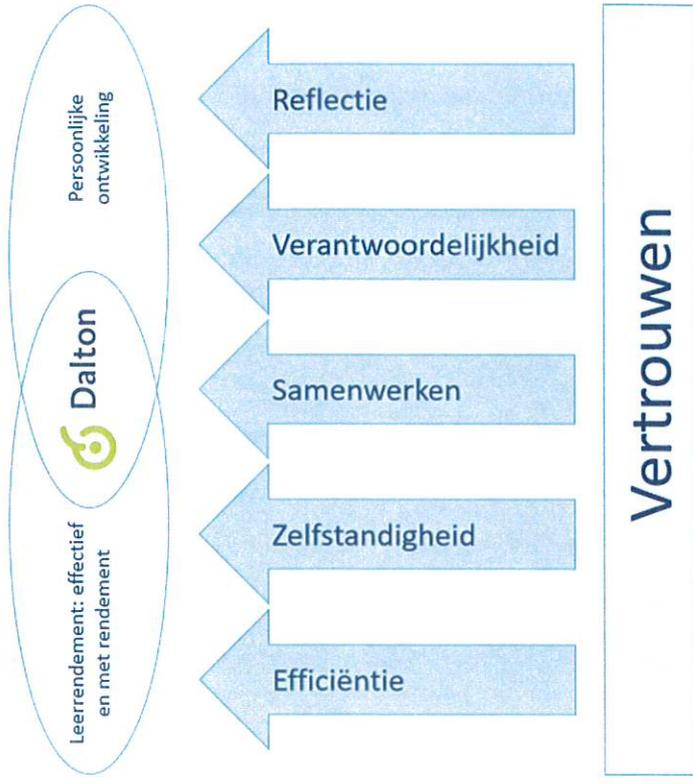 Leerrendement: effectief
en met rendement
Dalton
Persoonlijke
ontwikkeling
Efficiëntie
Zelfstandigheid
Samenwerken
Verantwoordelijkheid
Reflectie
Vertrouwen